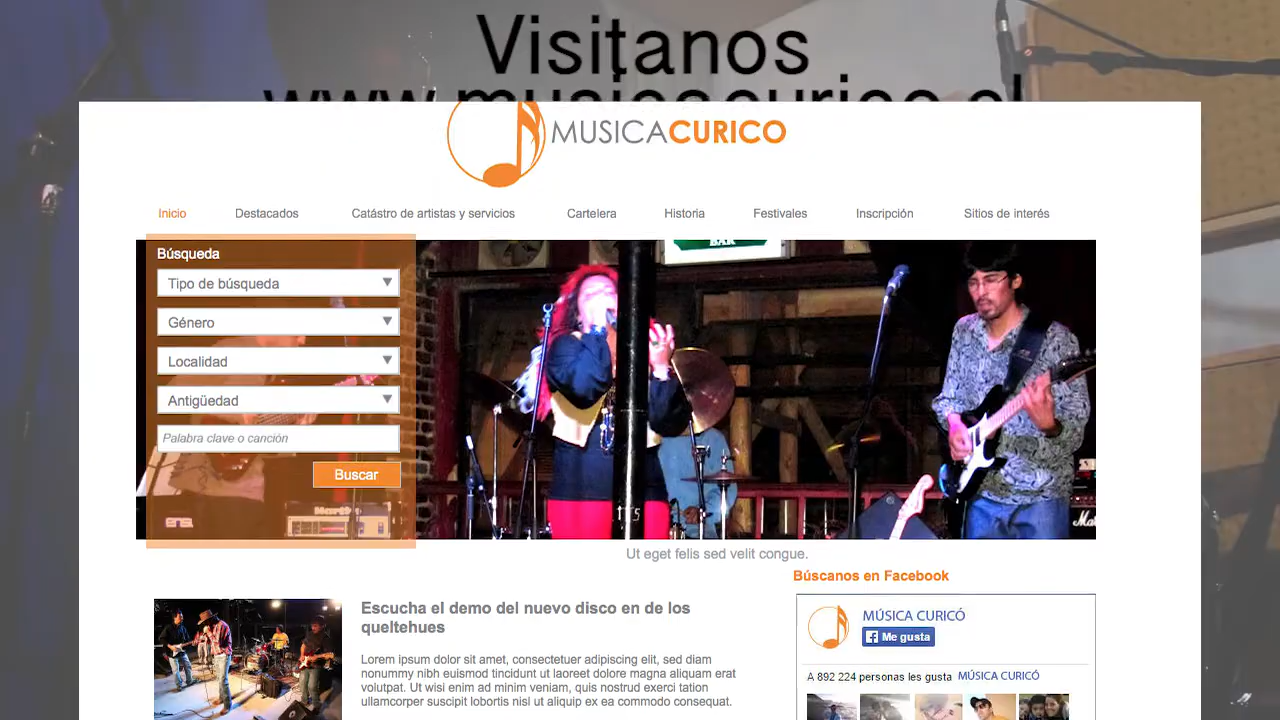 Visitanos
www.musicacurico.cl
MUSICACURICO
Inicio Destacados Catástro de artistas y servicios Cartelera Historia Festivales Inscripción Sitios de interés
BAR
Búsqueda
Tipo de búsqueda
Género
Localidad
Antigüedad
Palabra clave o canción
Buscar
Ut eget felis sed velit congue.
Búscanos en Facebook
Escucha el demo del nuevo disco en de los
queltehues
MÚSICA CURICÓ
Me gusta
Lorem ipsum dolor sit amet, consectetuer adipiscing elit, sed diam
nonummy nibh euismod tincidunt ut laoreet dolore magna aliquam erat
volutpat. Ut wisi enim ad minim veniam, quis nostrud exerci tation
ullamcorper suscipit lobortis nisl ut aliquip ex ea commodo consequat.
A 892 224 personas les gusta MÚSICA CURICÓ